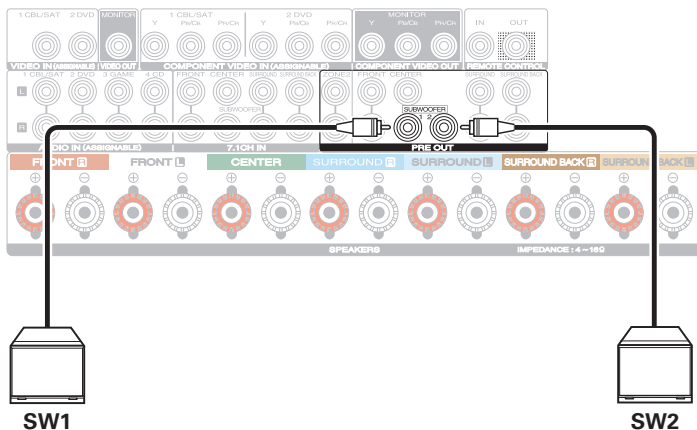 1 CBL/SAT 2 DVD MONITOR 1 CBL/SAT 2 DVD MONITOR IN OUT
Y PB/CB PR/CR Y PB/CB PR/CR Y PB/CB PR/CR
VIDEO IN (ASSIGNABLE) VIDEO OUT COMPONENT VIDEO IN (ASSIGNABLE) COMPONENT VIDEO OUT REMOTE CONTROL
1 CBL/SAT 2 DVD 3 GAME 4 CD FRONT CENTER SURROUND SURROUND BACK ZONE2 FRONT CENTER SURROUND SURROUND BACK
L
SUBWOOFER SUBWOOFER
1 2
R
AUDIO IN (ASSIGNABLE) 7.1CH IN PRE OUT
FRONT R FRONT L CENTER SURROUND R SURROUND L SURROUND BACK R SURROUND BACK L
⊕ ⊖ ⊕ ⊖ ⊕ ⊖ ⊕ ⊖ ⊕ ⊖ ⊕ ⊖ ⊕ ⊖
SPEAKERS IMPEDANCE : 4~16Ω
SW1 SW2